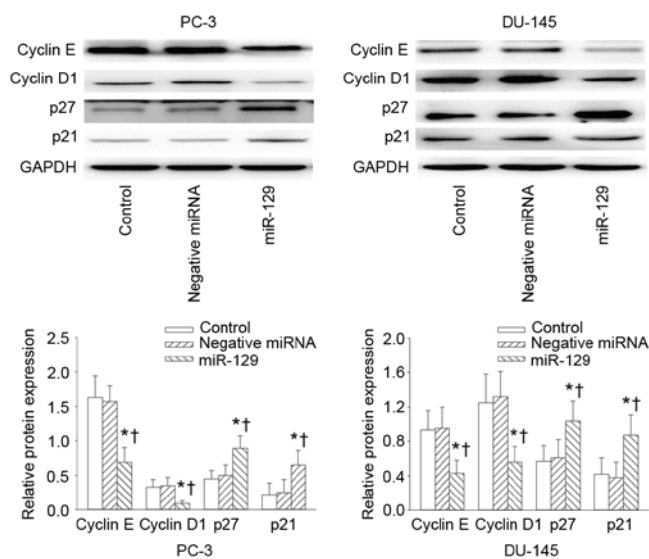 PC-3
Cyclin E
Cyclin D1
p27
p21
GAPDH
Control
Negative miRNA
miR-129
DU-145
Cyclin E
Cyclin D1
p27
p21
GAPDH
Control
Negative miRNA
miR-129
Relative protein expression
2.5
2.0
1.5
1.0
0.5
0
Control
Negative miRNA
miR-129
*†
*†
*†
*†
Cyclin E Cyclin D1 p27 p21
PC-3
Relative protein expression
2.0
1.6
1.2
0.8
0.4
0
Control
Negative miRNA
miR-129
*†
*†
*†
*†
Cyclin E Cyclin D1 p27 p21
DU-145